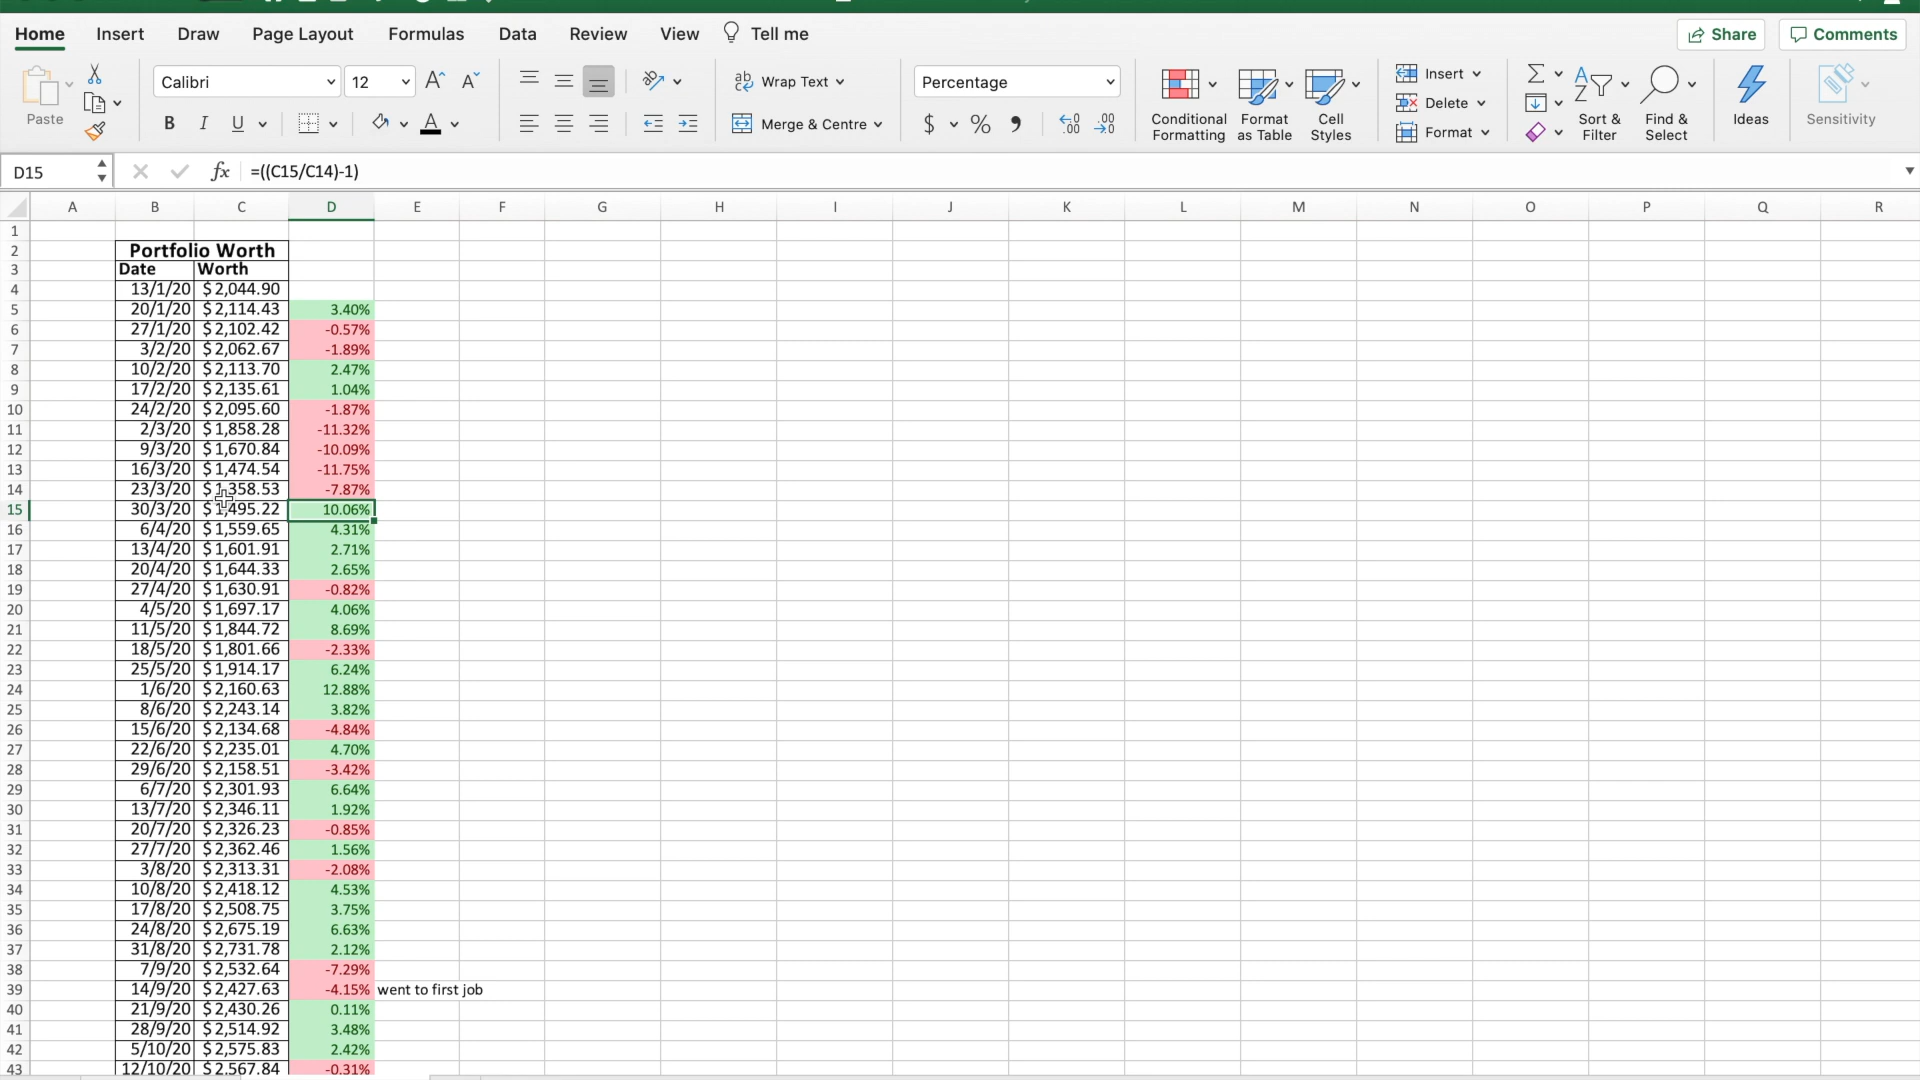 Home Insert Draw Page Layout Formulas Data Review View Tell me Share Comments
Paste Calibri 12 Wrap Text Percentage Insert
Delete
B I U Merge & Centre $ % Conditional Formatting Format as Table Cell Styles Format Sort & Filter Find & Select Ideas Sensitivity
D15 fx =((C15/C14)-1)
A B C D E F G H I J K L M N O P Q R
1
2 Portfolio Worth
3 Date Worth
4 13/1/20 $2,044.90
5 20/1/20 $2,114.43 3.40%
6 27/1/20 $2,102.42 -0.57%
7 3/2/20 $2,062.67 -1.89%
8 10/2/20 $2,113.70 2.47%
9 17/2/20 $2,135.61 1.04%
10 24/2/20 $2,095.60 -1.87%
11 2/3/20 $1,858.28 -11.32%
12 9/3/20 $1,670.84 -10.09%
13 16/3/20 $1,474.54 -11.75%
14 23/3/20 $1,358.53 -7.87%
15 30/3/20 $1,495.22 10.06%
16 6/4/20 $1,559.65 4.31%
17 13/4/20 $1,601.91 2.71%
18 20/4/20 $1,644.33 2.65%
19 27/4/20 $1,630.91 -0.82%
20 4/5/20 $1,697.17 4.06%
21 11/5/20 $1,844.72 8.69%
22 18/5/20 $1,801.66 -2.33%
23 25/5/20 $1,914.17 6.24%
24 1/6/20 $2,160.63 12.88%
25 8/6/20 $2,243.14 3.82%
26 15/6/20 $2,134.68 -4.84%
27 22/6/20 $2,235.01 4.70%
28 29/6/20 $2,158.51 -3.42%
29 6/7/20 $2,301.93 6.64%
30 13/7/20 $2,346.11 1.92%
31 20/7/20 $2,326.23 -0.85%
32 27/7/20 $2,362.46 1.56%
33 3/8/20 $2,313.31 -2.08%
34 10/8/20 $2,418.12 4.53%
35 17/8/20 $2,508.75 3.75%
36 24/8/20 $2,675.19 6.63%
37 31/8/20 $2,731.78 2.12%
38 7/9/20 $2,532.64 -7.29%
39 14/9/20 $2,427.63 -4.15% went to first job
40 21/9/20 $2,430.26 0.11%
41 28/9/20 $2,514.92 3.48%
42 5/10/20 $2,575.83 2.42%
43 12/10/20 $2,567.84 -0.31%